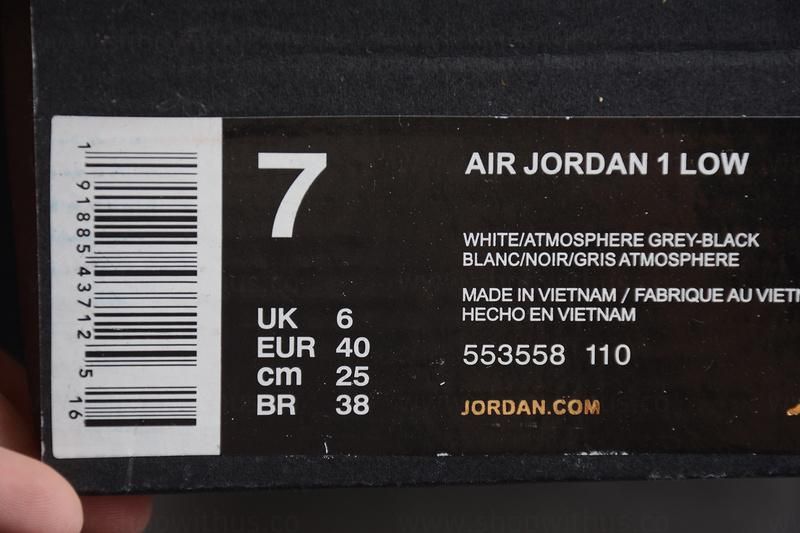 1 91885 43712 5
16
7
UK 6
EUR 40
cm 25
BR 38
AIR JORDAN 1 LOW
WHITE/ATMOSPHERE GREY-BLACK
BLANC/NOIR/GRIS ATMOSPHERE
MADE IN VIETNAM / FABRIQUE AU VIETN
HECHO EN VIETNAM
553558 110
JORDAN.COM